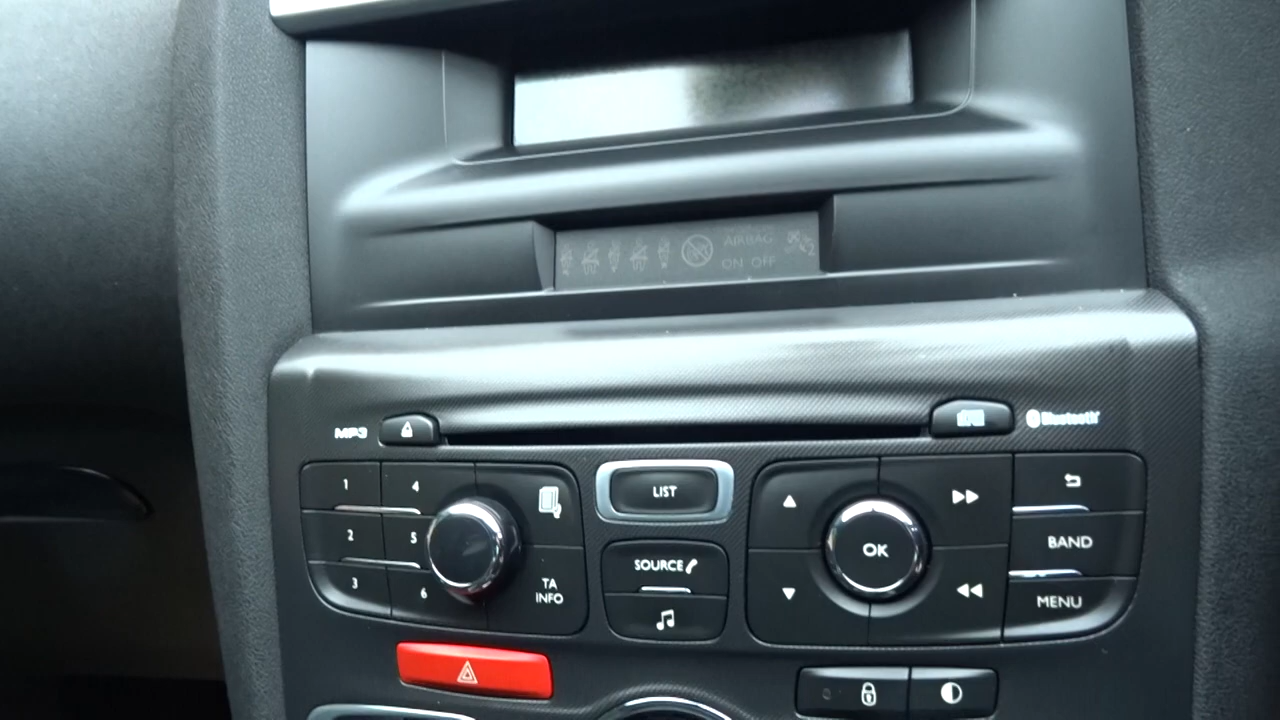 AIRBAG
ON OFF
MP3
Bluetooth
1
4
LIST
2
5
SOURCE
BAND
3
6
TA
INFO
OK
MENU